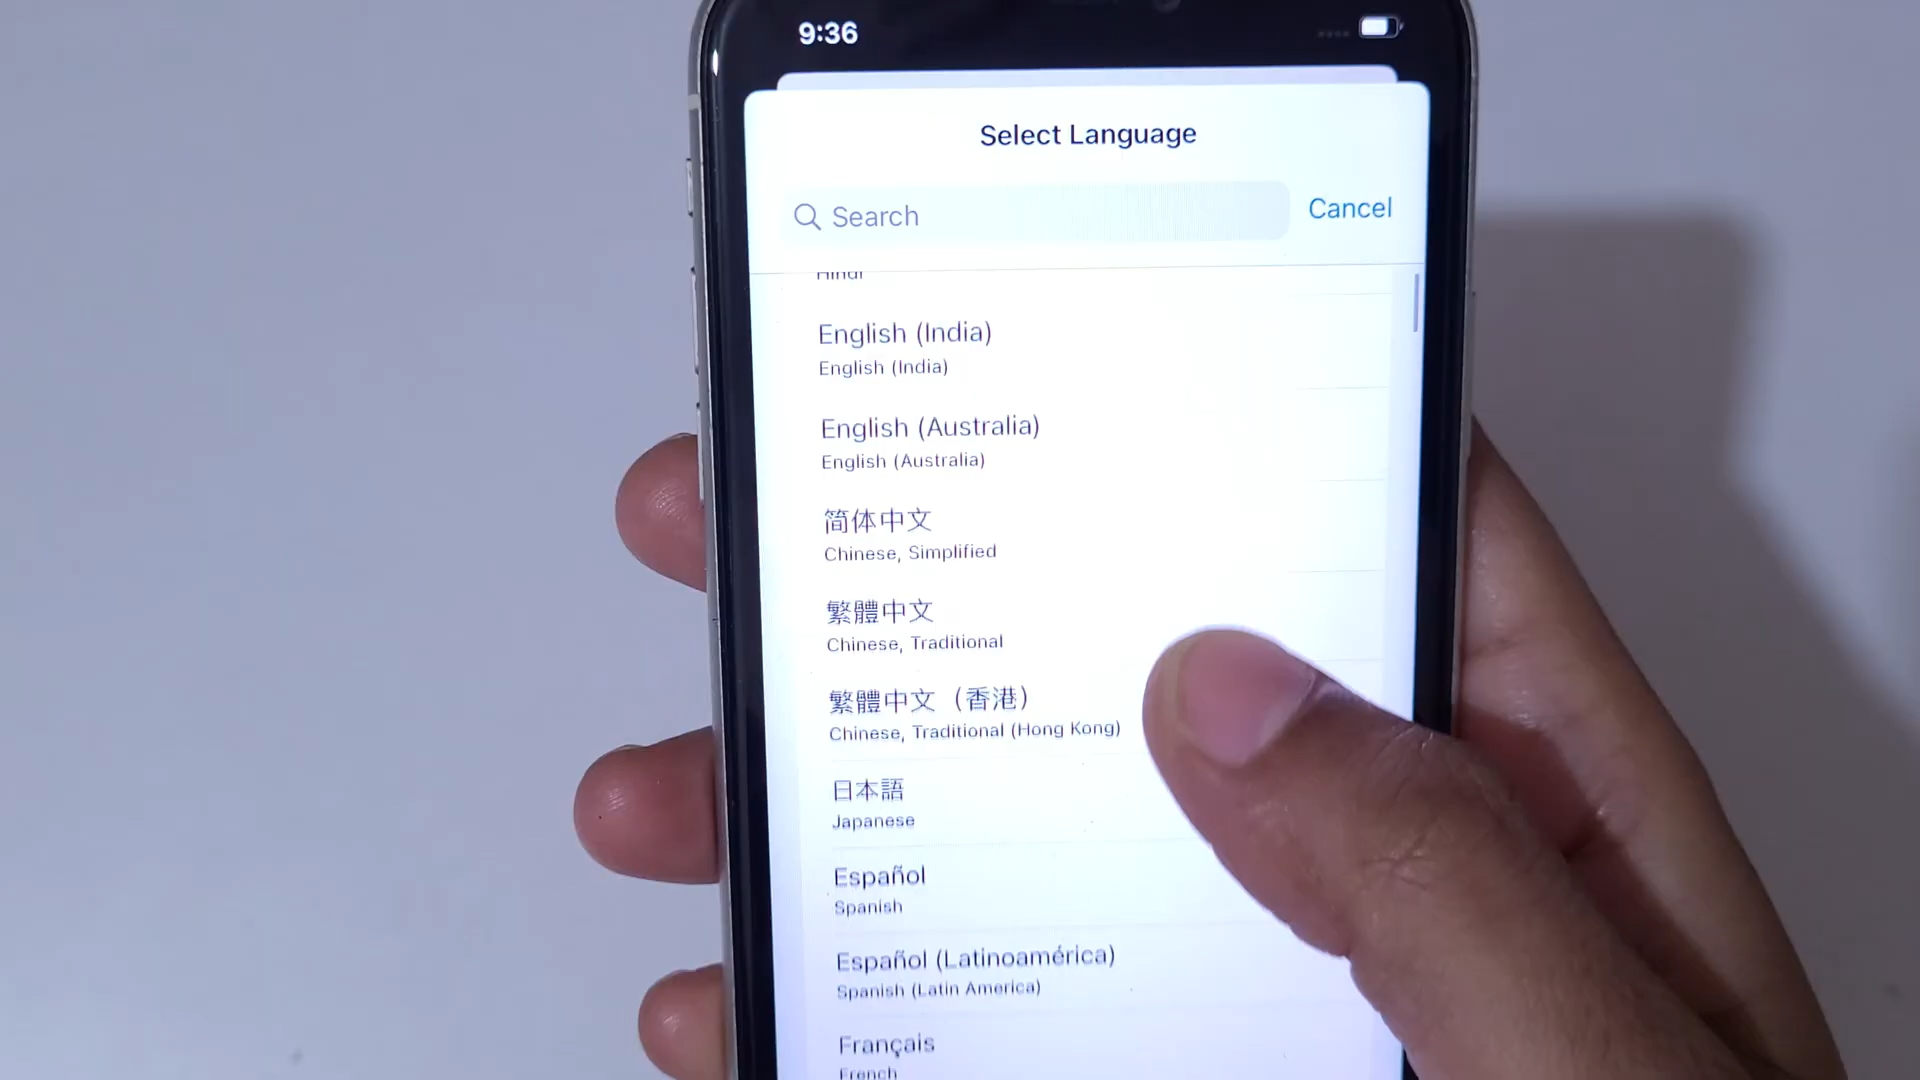 9:36
Select Language
Search
Cancel
Hindi
English (India)
English (India)
English (Australia)
English (Australia)
简体中文
Chinese, Simplified
繁體中文
Chinese, Traditional
繁體中文（香港）
Chinese, Traditional (Hong Kong)
日本語
Japanese
Español
Spanish
Español (Latinoamérica)
Spanish (Latin America)
Français
French